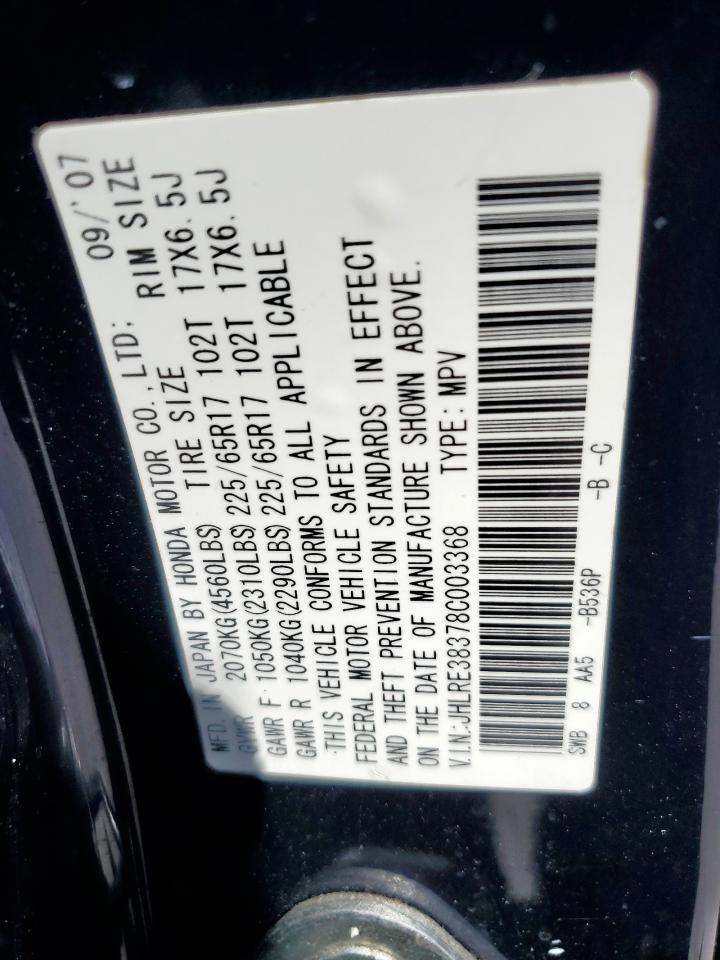 MFD. IN JAPAN BY HONDA MOTOR CO.,LTD: 09/'07
TIRE SIZE RIM SIZE
GVWR 2070KG(4560LBS)
GAWR F 1050KG(2310LBS) 225/65R17 102T 17X6.5J
GAWR R 1040KG(2290LBS) 225/65R17 102T 17X6.5J
THIS VEHICLE CONFORMS TO ALL APPLICABLE
FEDERAL MOTOR VEHICLE SAFETY
AND THEFT PREVENTION STANDARDS IN EFFECT
ON THE DATE OF MANUFACTURE SHOWN ABOVE.
V.I.N.:JHLRE38378C003368 TYPE: MPV
SWB 8 AA5 -B536P -B -C